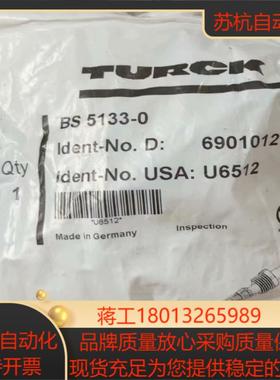 苏杭自动化
TURCK
BS 5133-0
Ident-No. D: 6901012
Ident-No. USA: U6512
Qty
1
*U6512*
Inspection
Made in Germany
蒋工18013265989
自动化 品牌质量放心采购质量保
开票 现货充足为您提供最优